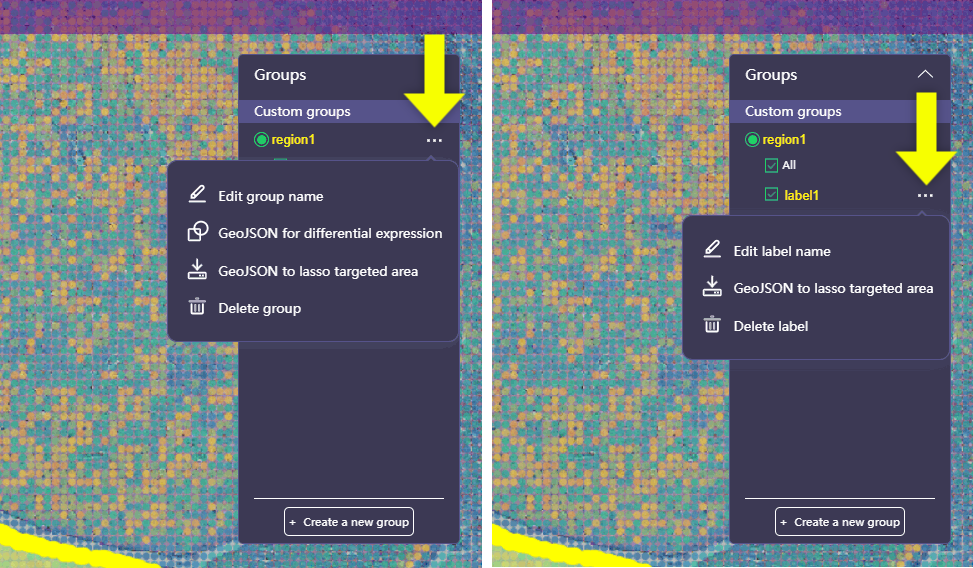 Groups
Custom groups
region1
Edit group name
GeoJSON for differential expression
GeoJSON to lasso targeted area
Delete group
+ Create a new group
Groups
Custom groups
region1
All
label1
Edit label name
GeoJSON to lasso targeted area
Delete label
+ Create a new group